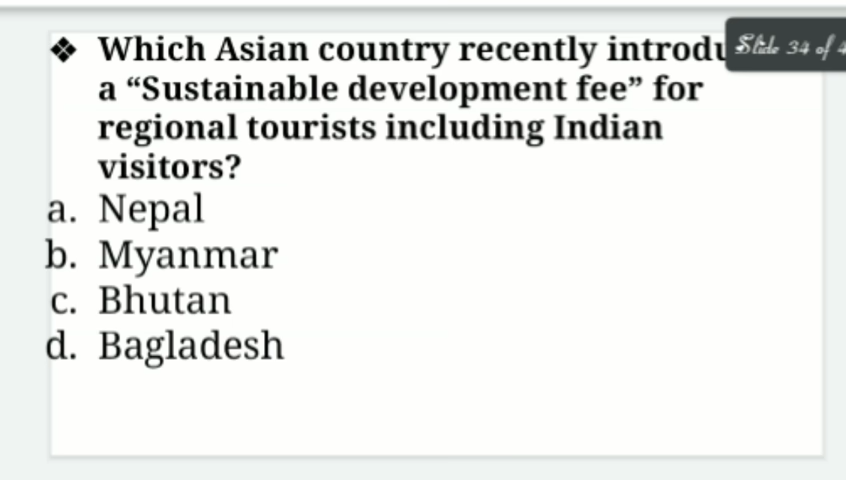 ❖ Which Asian country recently introdu
Slide 34 of 4
a “Sustainable development fee” for
regional tourists including Indian
visitors?
a. Nepal
b. Myanmar
c. Bhutan
d. Bagladesh